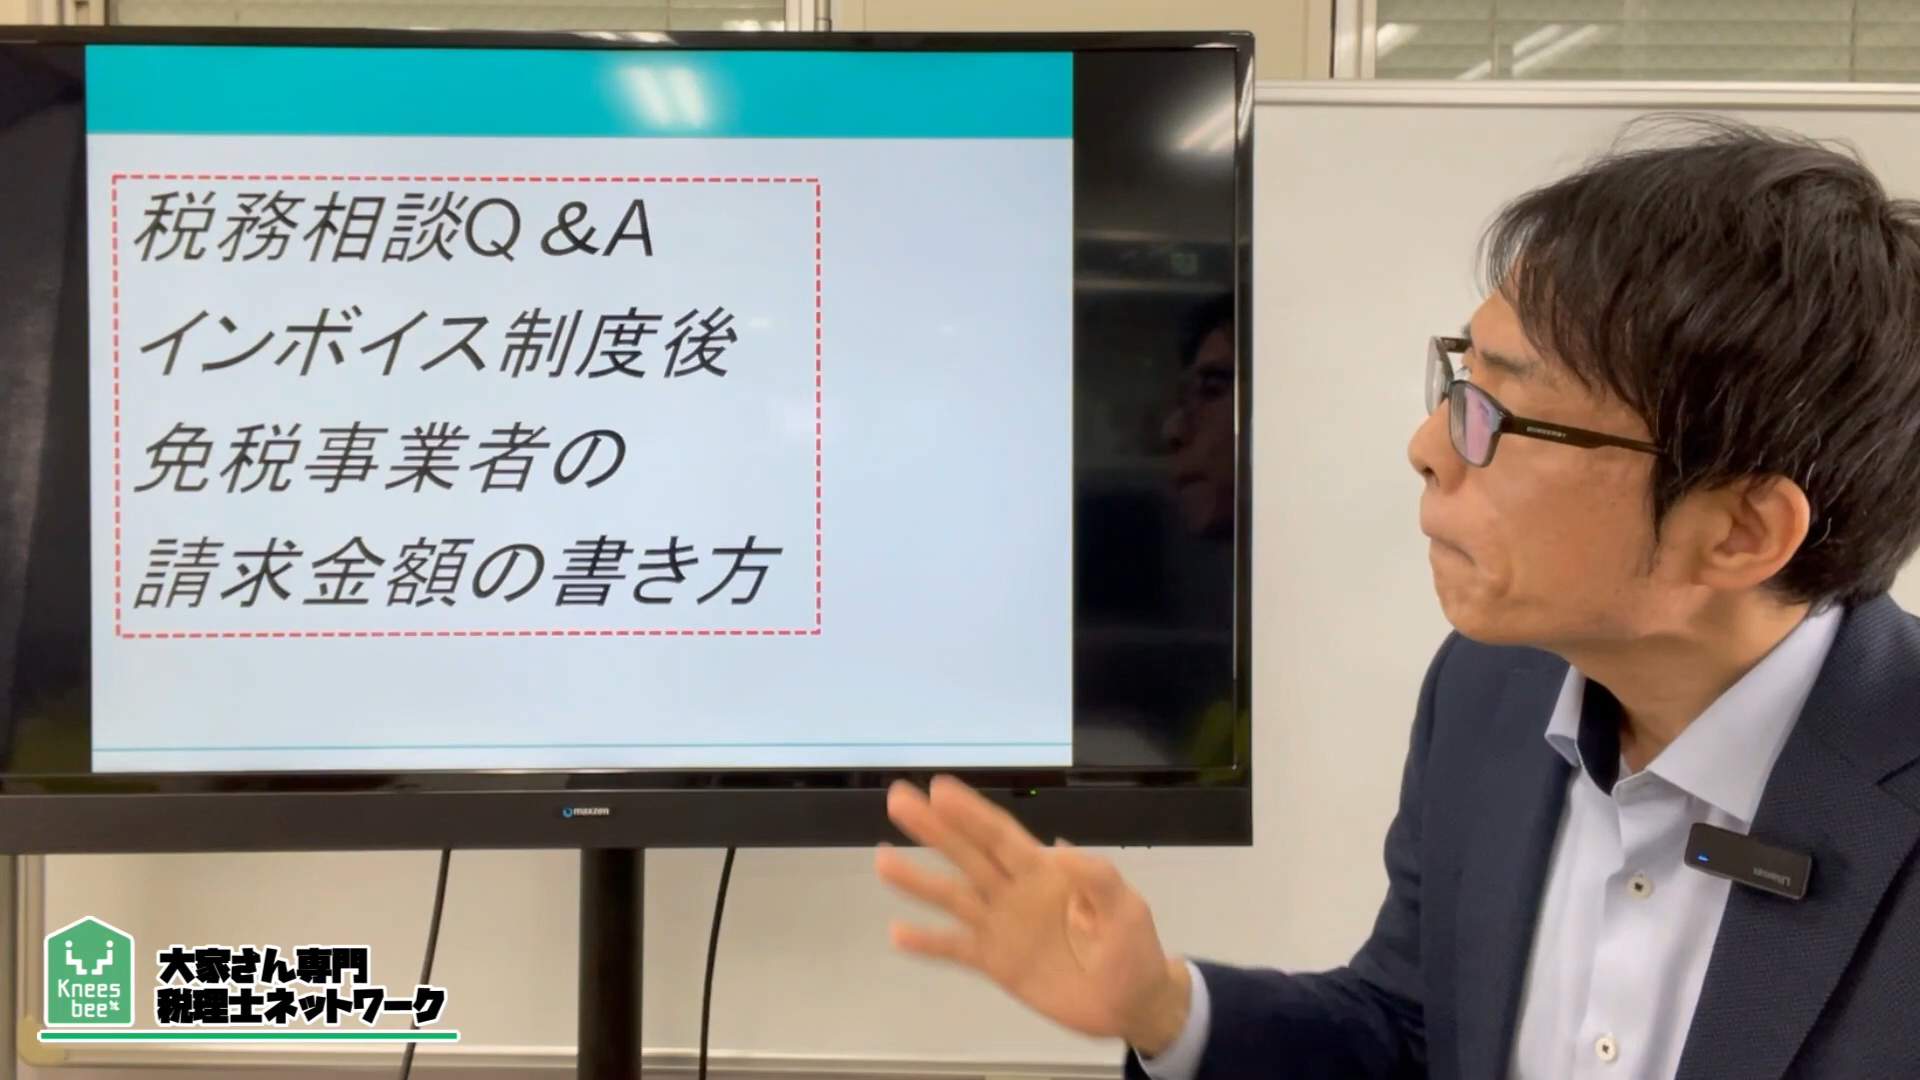 税務相談Q&A
インボイス制度後
免税事業者の
請求金額の書き方
maxzen
Knees
bee
大家さん専門
税理士ネットワーク